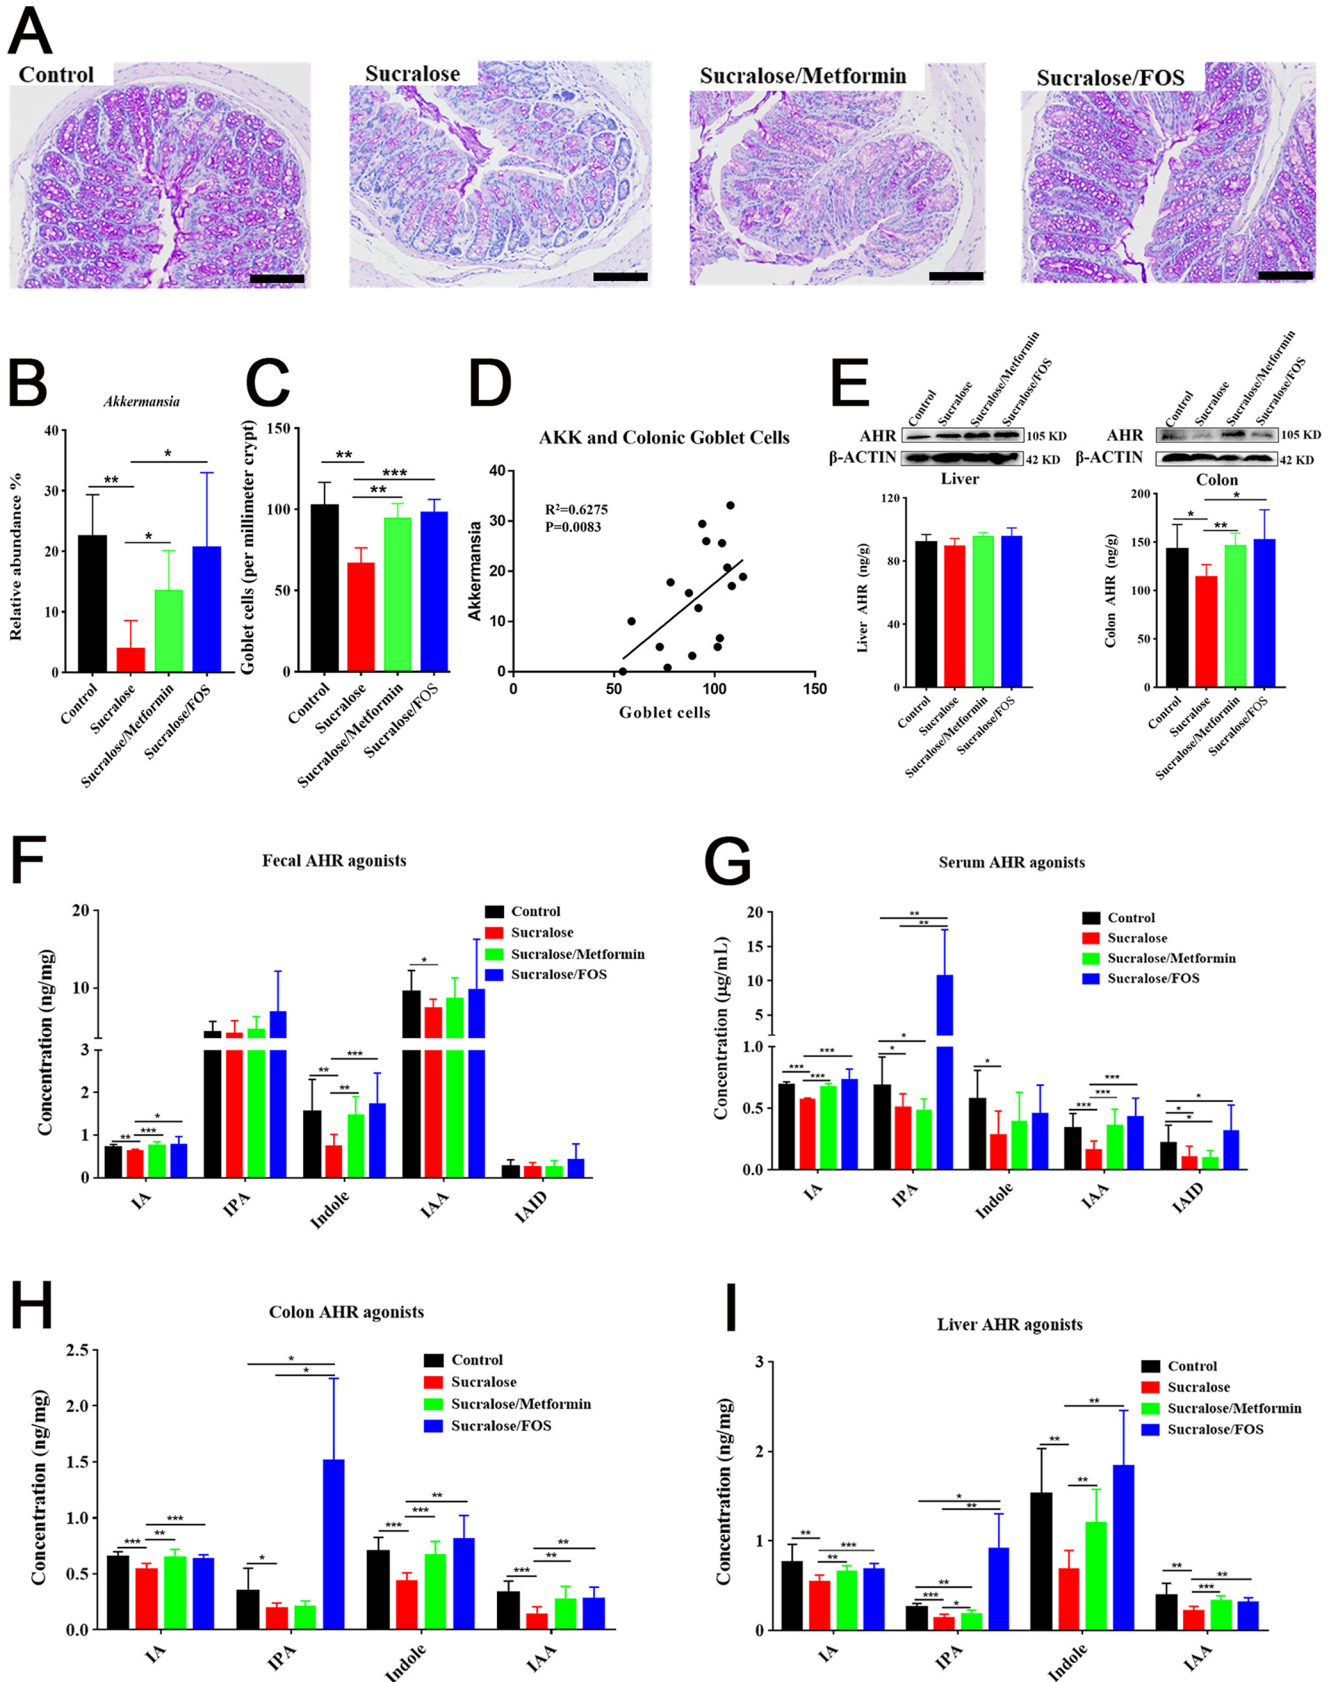 A
Control
Sucralose
Sucralose/Metformin
Sucralose/FOS
B
Akkermansia
Relative abundance %
40
30
20
10
0
**
*
*
Control
Sucralose
Sucralose/Metformin
Sucralose/FOS
C
Goblet cells (per millimeter crypt)
150
100
50
0
**
***
**
Control
Sucralose
Sucralose/Metformin
Sucralose/FOS
D
AKK and Colonic Goblet Cells
R²=0.6275
P=0.0083
Akkermansia
40
30
20
10
0
0 50 100 150
Goblet cells
E
Control
Sucralose
Sucralose/Metformin
Sucralose/FOS
AHR 105 KD
β-ACTIN 42 KD
Liver
Liver AHR (ng/g)
120
80
40
0
Control
Sucralose
Sucralose/Metformin
Sucralose/FOS
Control
Sucralose
Sucralose/Metformin
Sucralose/FOS
AHR 105 KD
β-ACTIN 42 KD
Colon
Colon AHR (ng/g)
200
150
100
50
0
*
*
**
Control
Sucralose
Sucralose/Metformin
Sucralose/FOS
F
Fecal AHR agonists
Concentration (ng/mg)
20
10
3
2
1
0
Control
Sucralose
Sucralose/Metformin
Sucralose/FOS
**
***
*
**
**
***
*
IA
IPA
Indole
IAA
IAID
G
Serum AHR agonists
Concentration (μg/mL)
20
15
10
5
1.0
0.5
0.0
Control
Sucralose
Sucralose/Metformin
Sucralose/FOS
***
***
***
*
*
**
**
*
***
***
***
*
*
*
IA
IPA
Indole
IAA
IAID
H
Colon AHR agonists
Concentration (ng/mg)
2.5
2.0
1.5
1.0
0.5
0.0
Control
Sucralose
Sucralose/Metformin
Sucralose/FOS
***
**
***
*
*
*
***
***
**
***
**
**
IA
IPA
Indole
IAA
I
Liver AHR agonists
Concentration (ng/mg)
3
2
1
0
Control
Sucralose
Sucralose/Metformin
Sucralose/FOS
**
**
***
***
*
**
*
**
**
**
**
**
***
**
IA
IPA
Indole
IAA